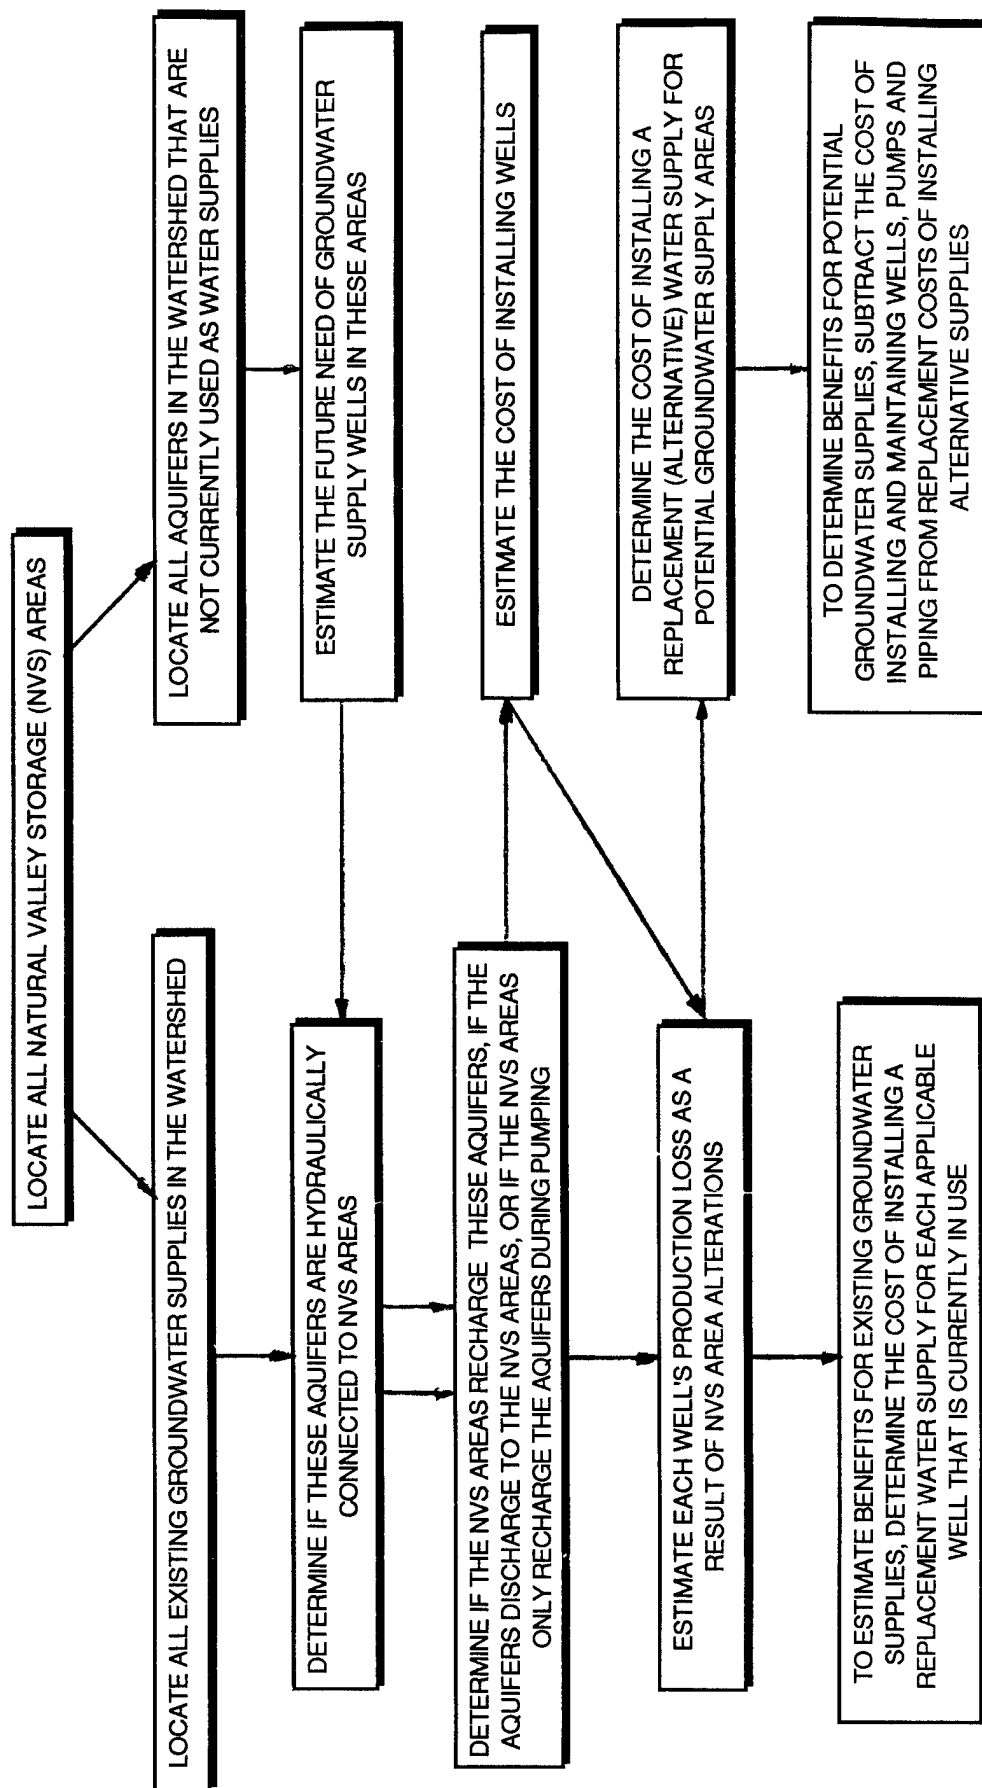 LOCATE ALL NATURAL VALLEY STORAGE (NVS) AREAS
LOCATE ALL EXISTING GROUNDWATER SUPPLIES IN THE WATERSHED
LOCATE ALL AQUIFERS IN THE WATERSHED THAT ARE
NOT CURRENTLY USED AS WATER SUPPLIES
DETERMINE IF THESE AQUIFERS ARE HYDRAULICALLY
CONNECTED TO NVS AREAS
ESTIMATE THE FUTURE NEED OF GROUNDWATER
SUPPLY WELLS IN THESE AREAS
DETERMINE IF THE NVS AREAS RECHARGE THESE AQUIFERS, IF THE
AQUIFERS DISCHARGE TO THE NVS AREAS, OR IF THE NVS AREAS
ONLY RECHARGE THE AQUIFERS DURING PUMPING
ESITMATE THE COST OF INSTALLING WELLS
ESTIMATE EACH WELL'S PRODUCTION LOSS AS A
RESULT OF NVS AREA ALTERATIONS
DETERMINE THE COST OF INSTALLING A
REPLACEMENT (ALTERNATIVE) WATER SUPPLY FOR
POTENTIAL GROUNDWATER SUPPLY AREAS
TO ESTIMATE BENEFITS FOR EXISTING GROUNDWATER
SUPPLIES, DETERMINE THE COST OF INSTALLING A
REPLACEMENT WATER SUPPLY FOR EACH APPLICABLE
WELL THAT IS CURRENTLY IN USE
TO DETERMINE BENEFITS FOR POTENTIAL
GROUNDWATER SUPPLIES, SUBTRACT THE COST OF
INSTALLING AND MAINTAINING WELLS, PUMPS AND
PIPING FROM REPLACEMENT COSTS OF INSTALLING
ALTERNATIVE SUPPLIES